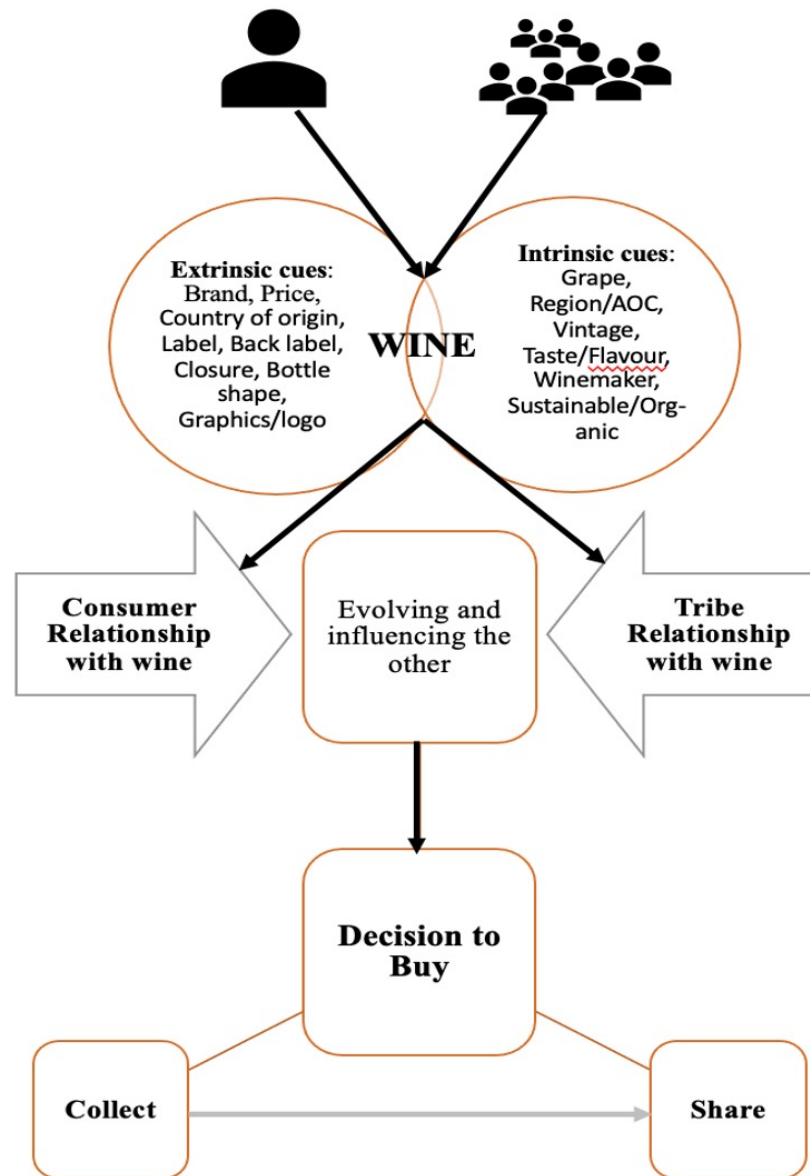 Extrinsic cues:
Brand, Price,
Country of origin,
Label, Back label,
Closure, Bottle
shape,
Graphics/logo
WINE
Intrinsic cues:
Grape,
Region/AOC,
Vintage,
Taste/Flavour,
Winemaker,
Sustainable/Org-
anic
Consumer
Relationship
with wine
Evolving and
influencing the
other
Tribe
Relationship
with wine
Decision to
Buy
Collect
Share